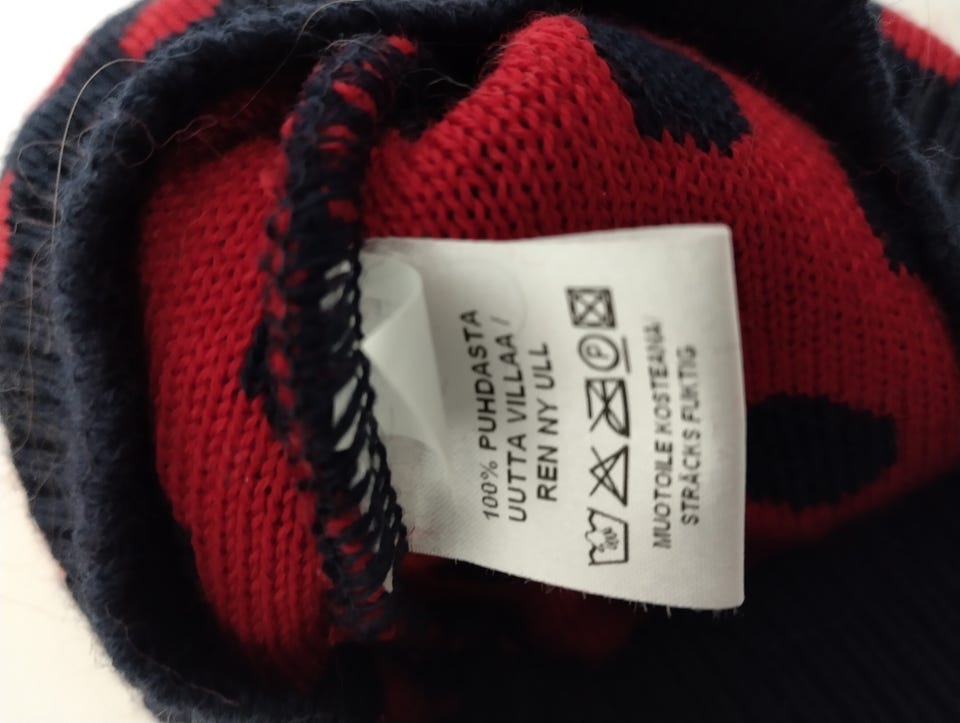 100% PUHDASTA
UUTTA VILLAA /
REN NY ULL
P
MUOTOILE KOSTEANA/
STRÄCKS FUKTIG